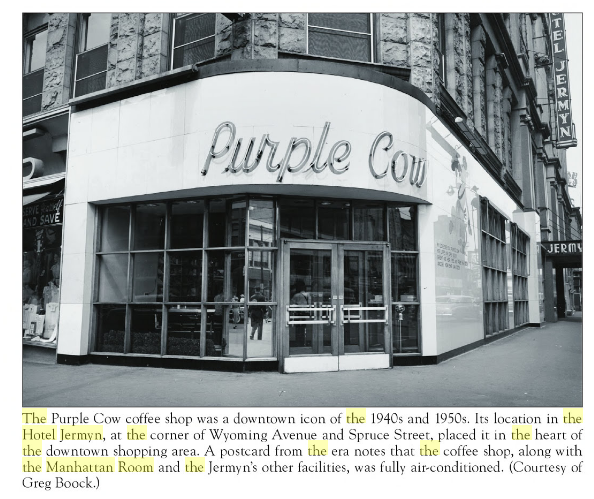 HOTEL JERMYN
Purple Cow
AND SAVE
JERMY
The Purple Cow coffee shop was a downtown icon of the 1940s and 1950s. Its location in the
Hotel Jermyn, at the corner of Wyoming Avenue and Spruce Street, placed it in the heart of
the downtown shopping area. A postcard from the era notes that the coffee shop, along with
the Manhattan Room and the Jermyn’s other facilities, was fully air-conditioned. (Courtesy of
Greg Boock.)